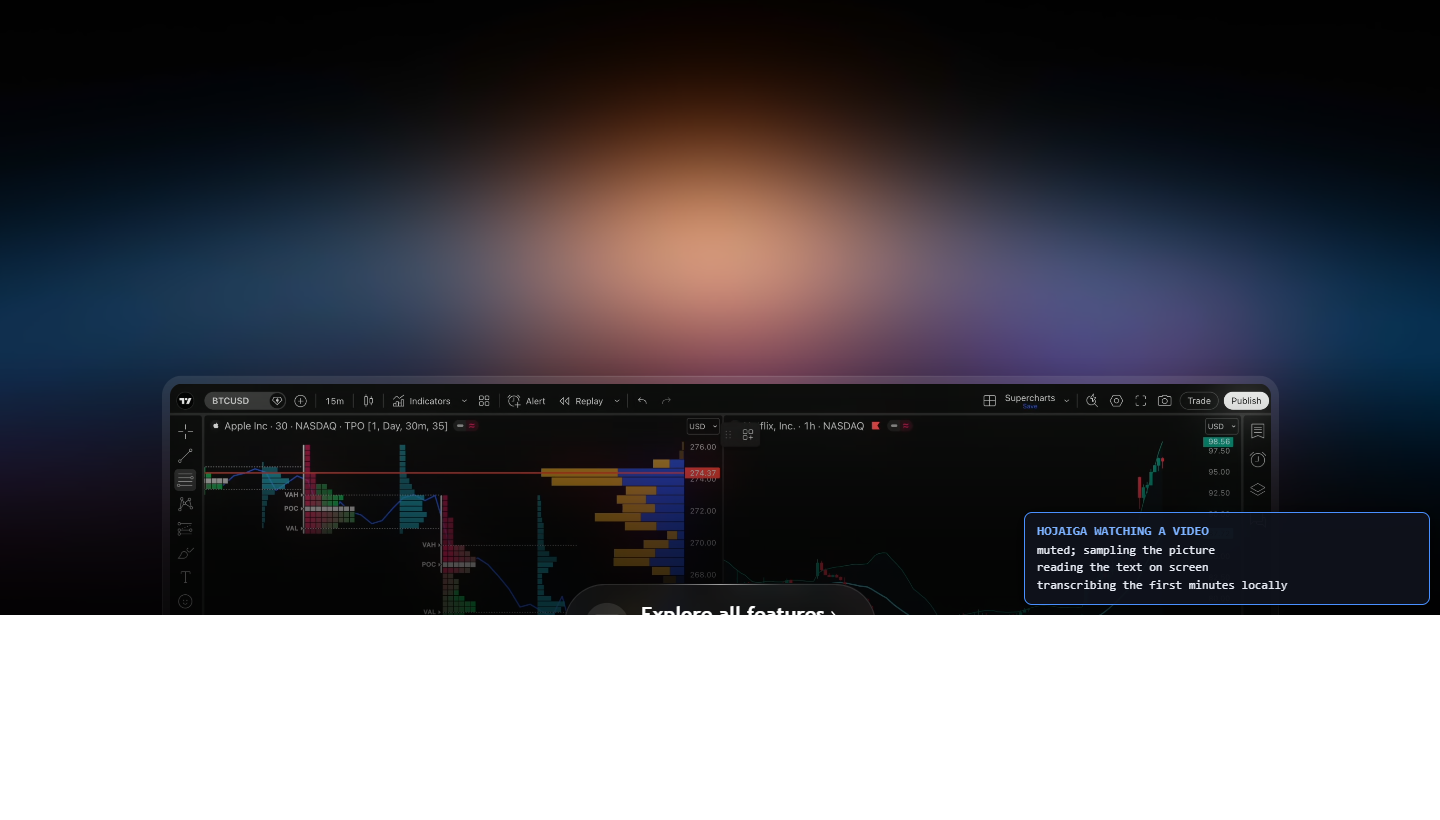 BTCUSD
15m
Indicators
Alert
Replay
Supercharts
Save
Trade
Publish
Apple Inc · 30 · NASDAQ · TPO [1, Day, 30m, 35]
USD
276.00
274.37
274.00
272.00
270.00
268.00
VAH
POC
VAL
VAH
POC
VAL
flix, Inc. · 1h · NASDAQ
USD
98.56
97.50
95.00
92.50
Explore all features ›
HOJAIGA WATCHING A VIDEO
muted; sampling the picture
reading the text on screen
transcribing the first minutes locally